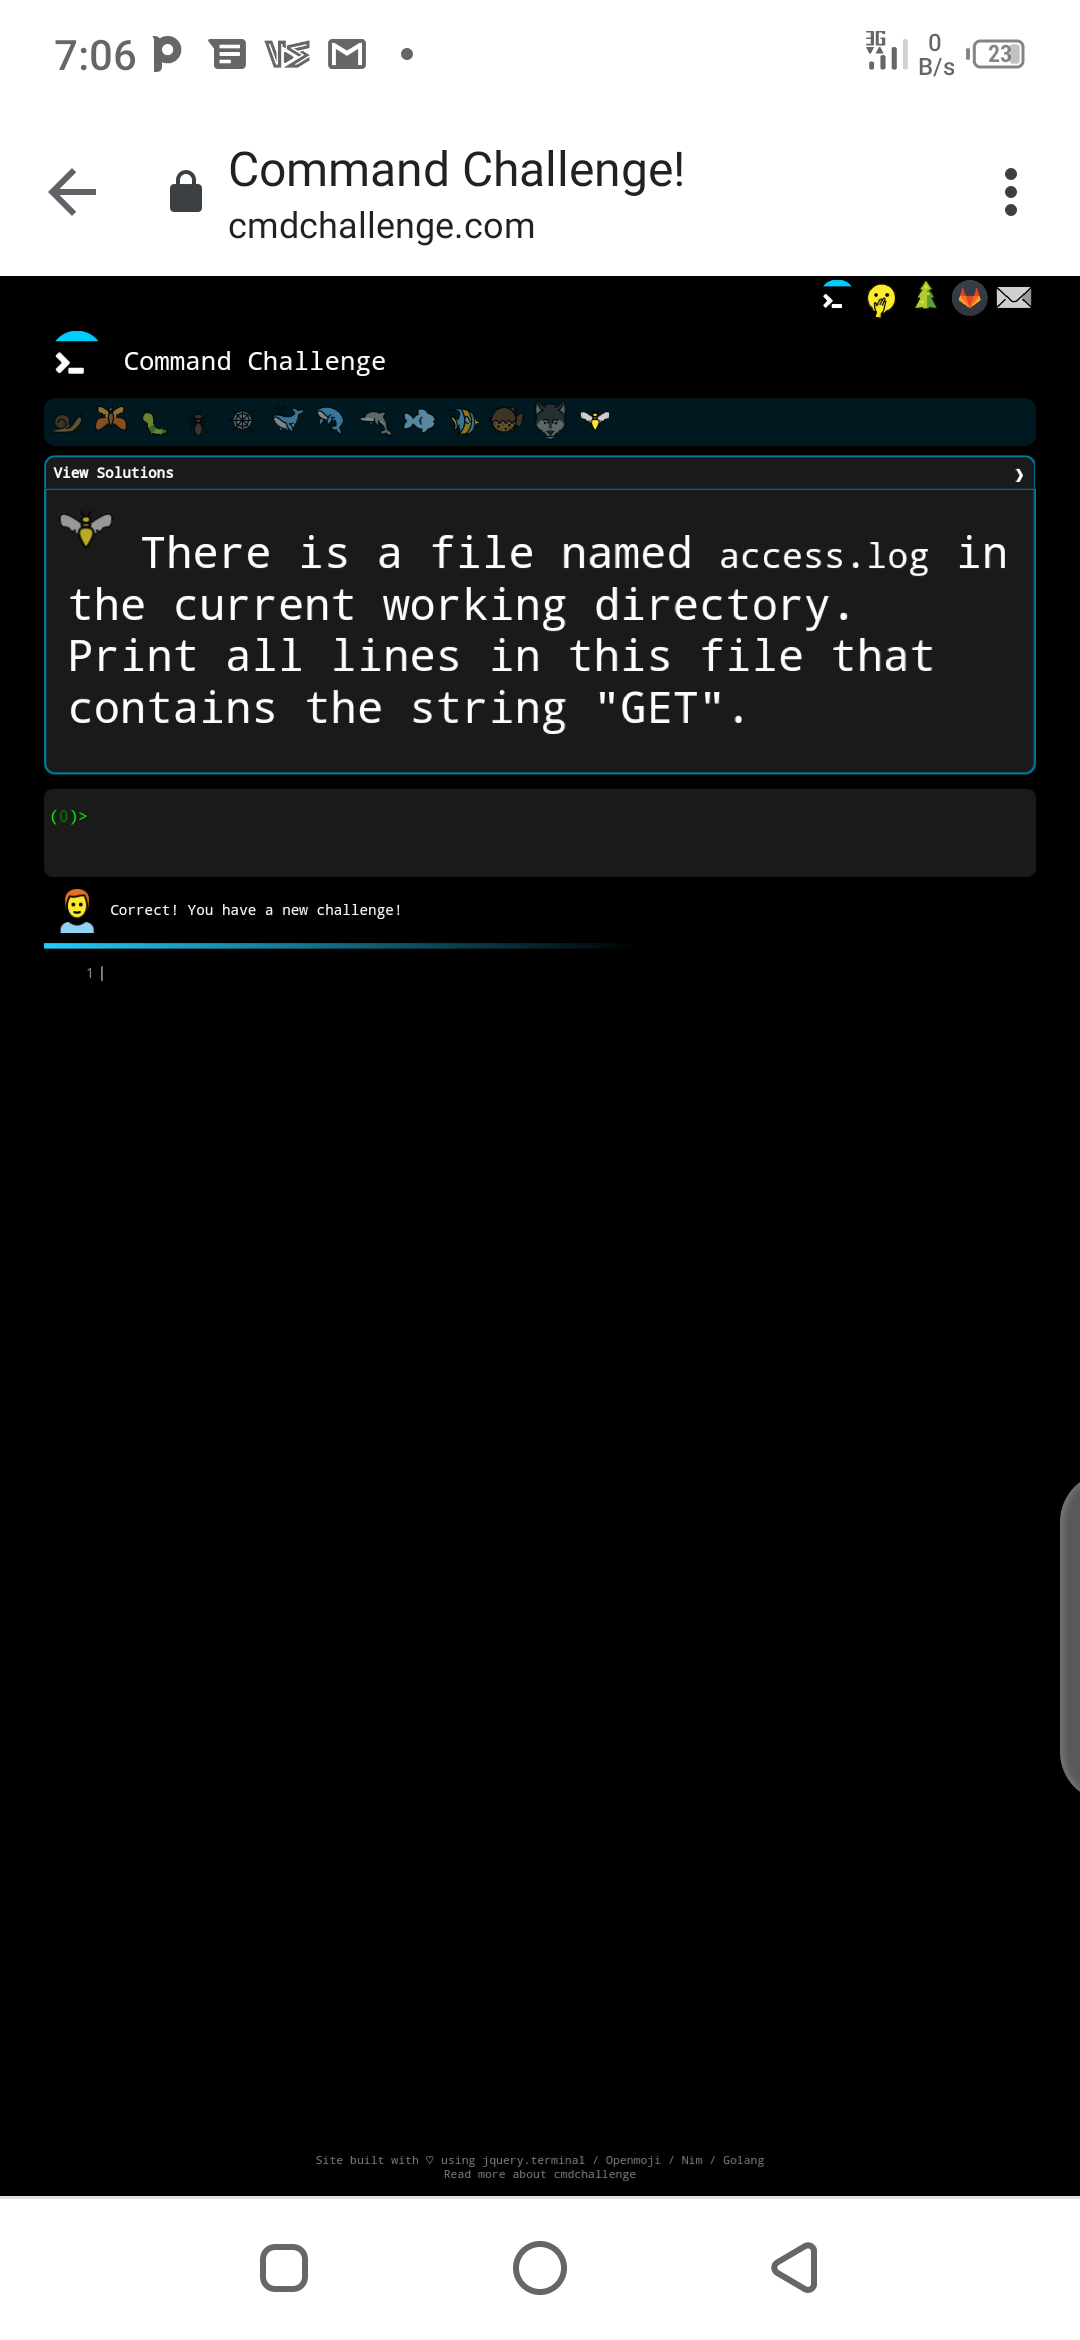 7:06
3G
0
B/s
23
Command Challenge!
cmdchallenge.com
Command Challenge
View Solutions
There is a file named access.log in
the current working directory.
Print all lines in this file that
contains the string "GET".
(0)>
Correct! You have a new challenge!
1
Site built with ♡ using jquery.terminal / Openmoji / Nim / Golang
Read more about cmdchallenge